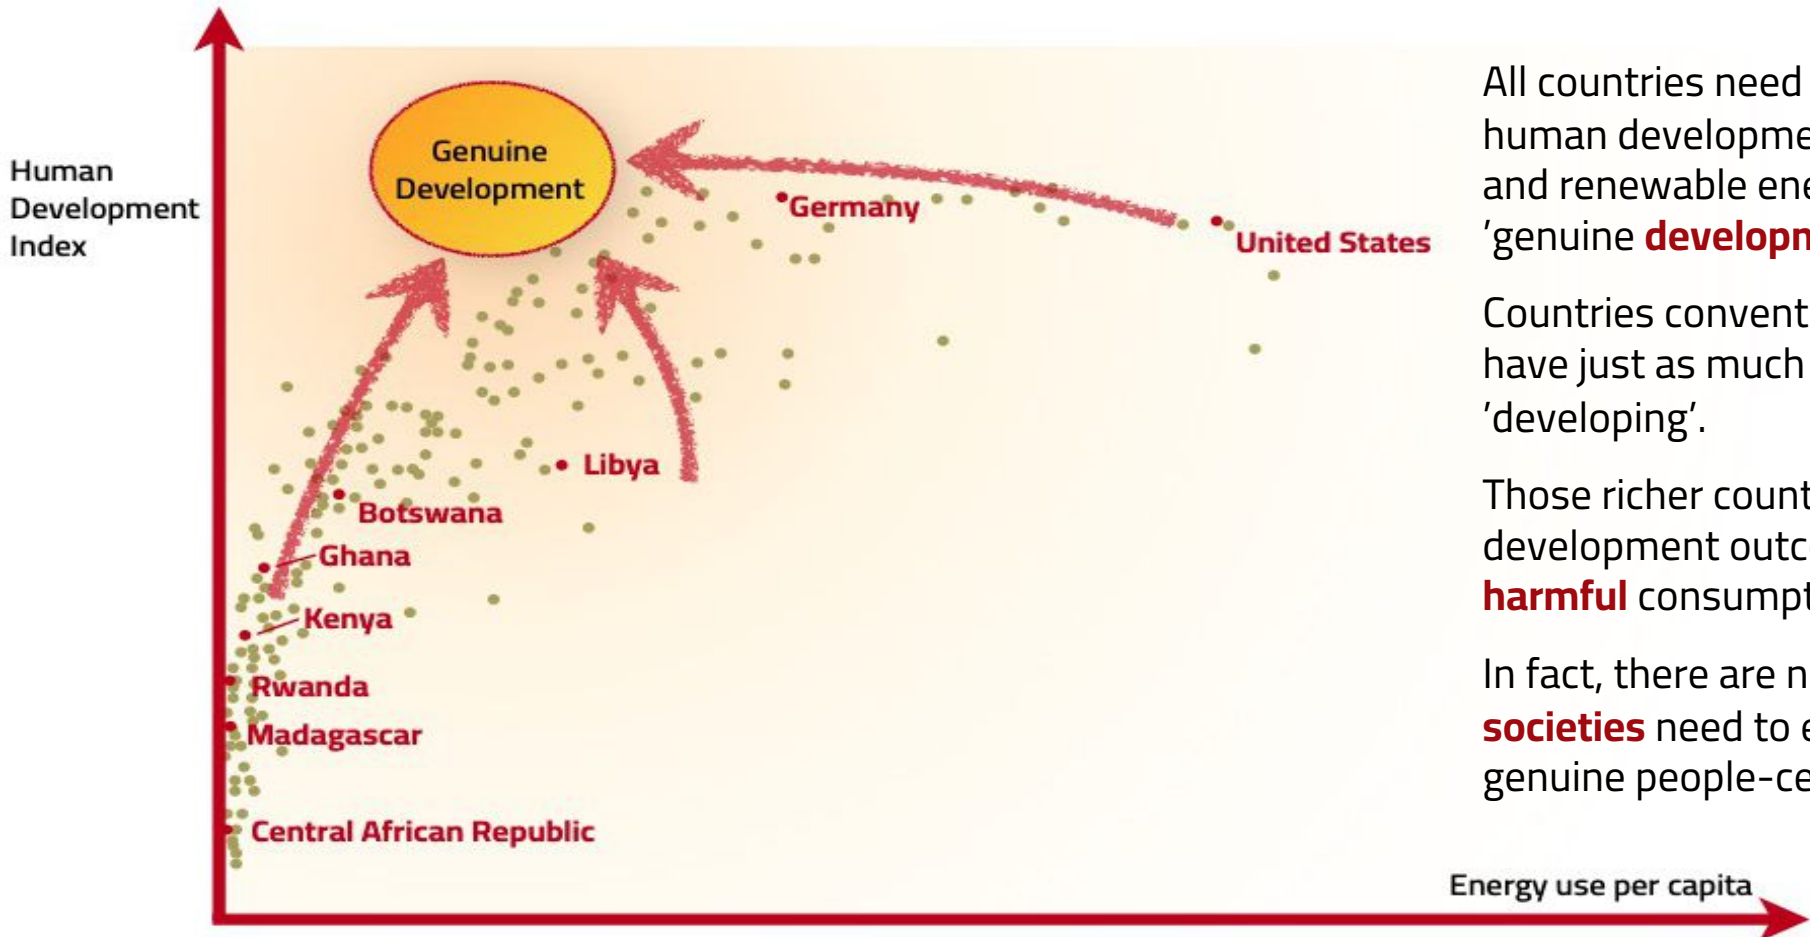 Human
Development
Index
Genuine
Development
Germany
United States
Libya
Botswana
Ghana
Kenya
Rwanda
Madagascar
Central African Republic
Energy use per capita
All countries need
human developme
and renewable ene
'genuine developn
Countries convent
have just as much
'developing'.
Those richer count
development outc
harmful consumpt
In fact, there are n
societies need to e
genuine people-ce